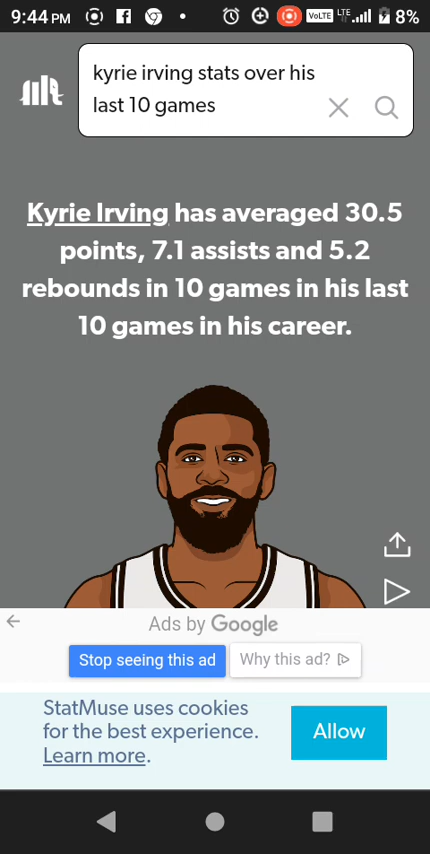 9:44 PM VoLTE LTE 8%
kyrie irving stats over his
last 10 games
Kyrie Irving has averaged 30.5
points, 7.1 assists and 5.2
rebounds in 10 games in his last
10 games in his career.
Ads by Google
Stop seeing this ad Why this ad?
StatMuse uses cookies
for the best experience.
Learn more.
Allow